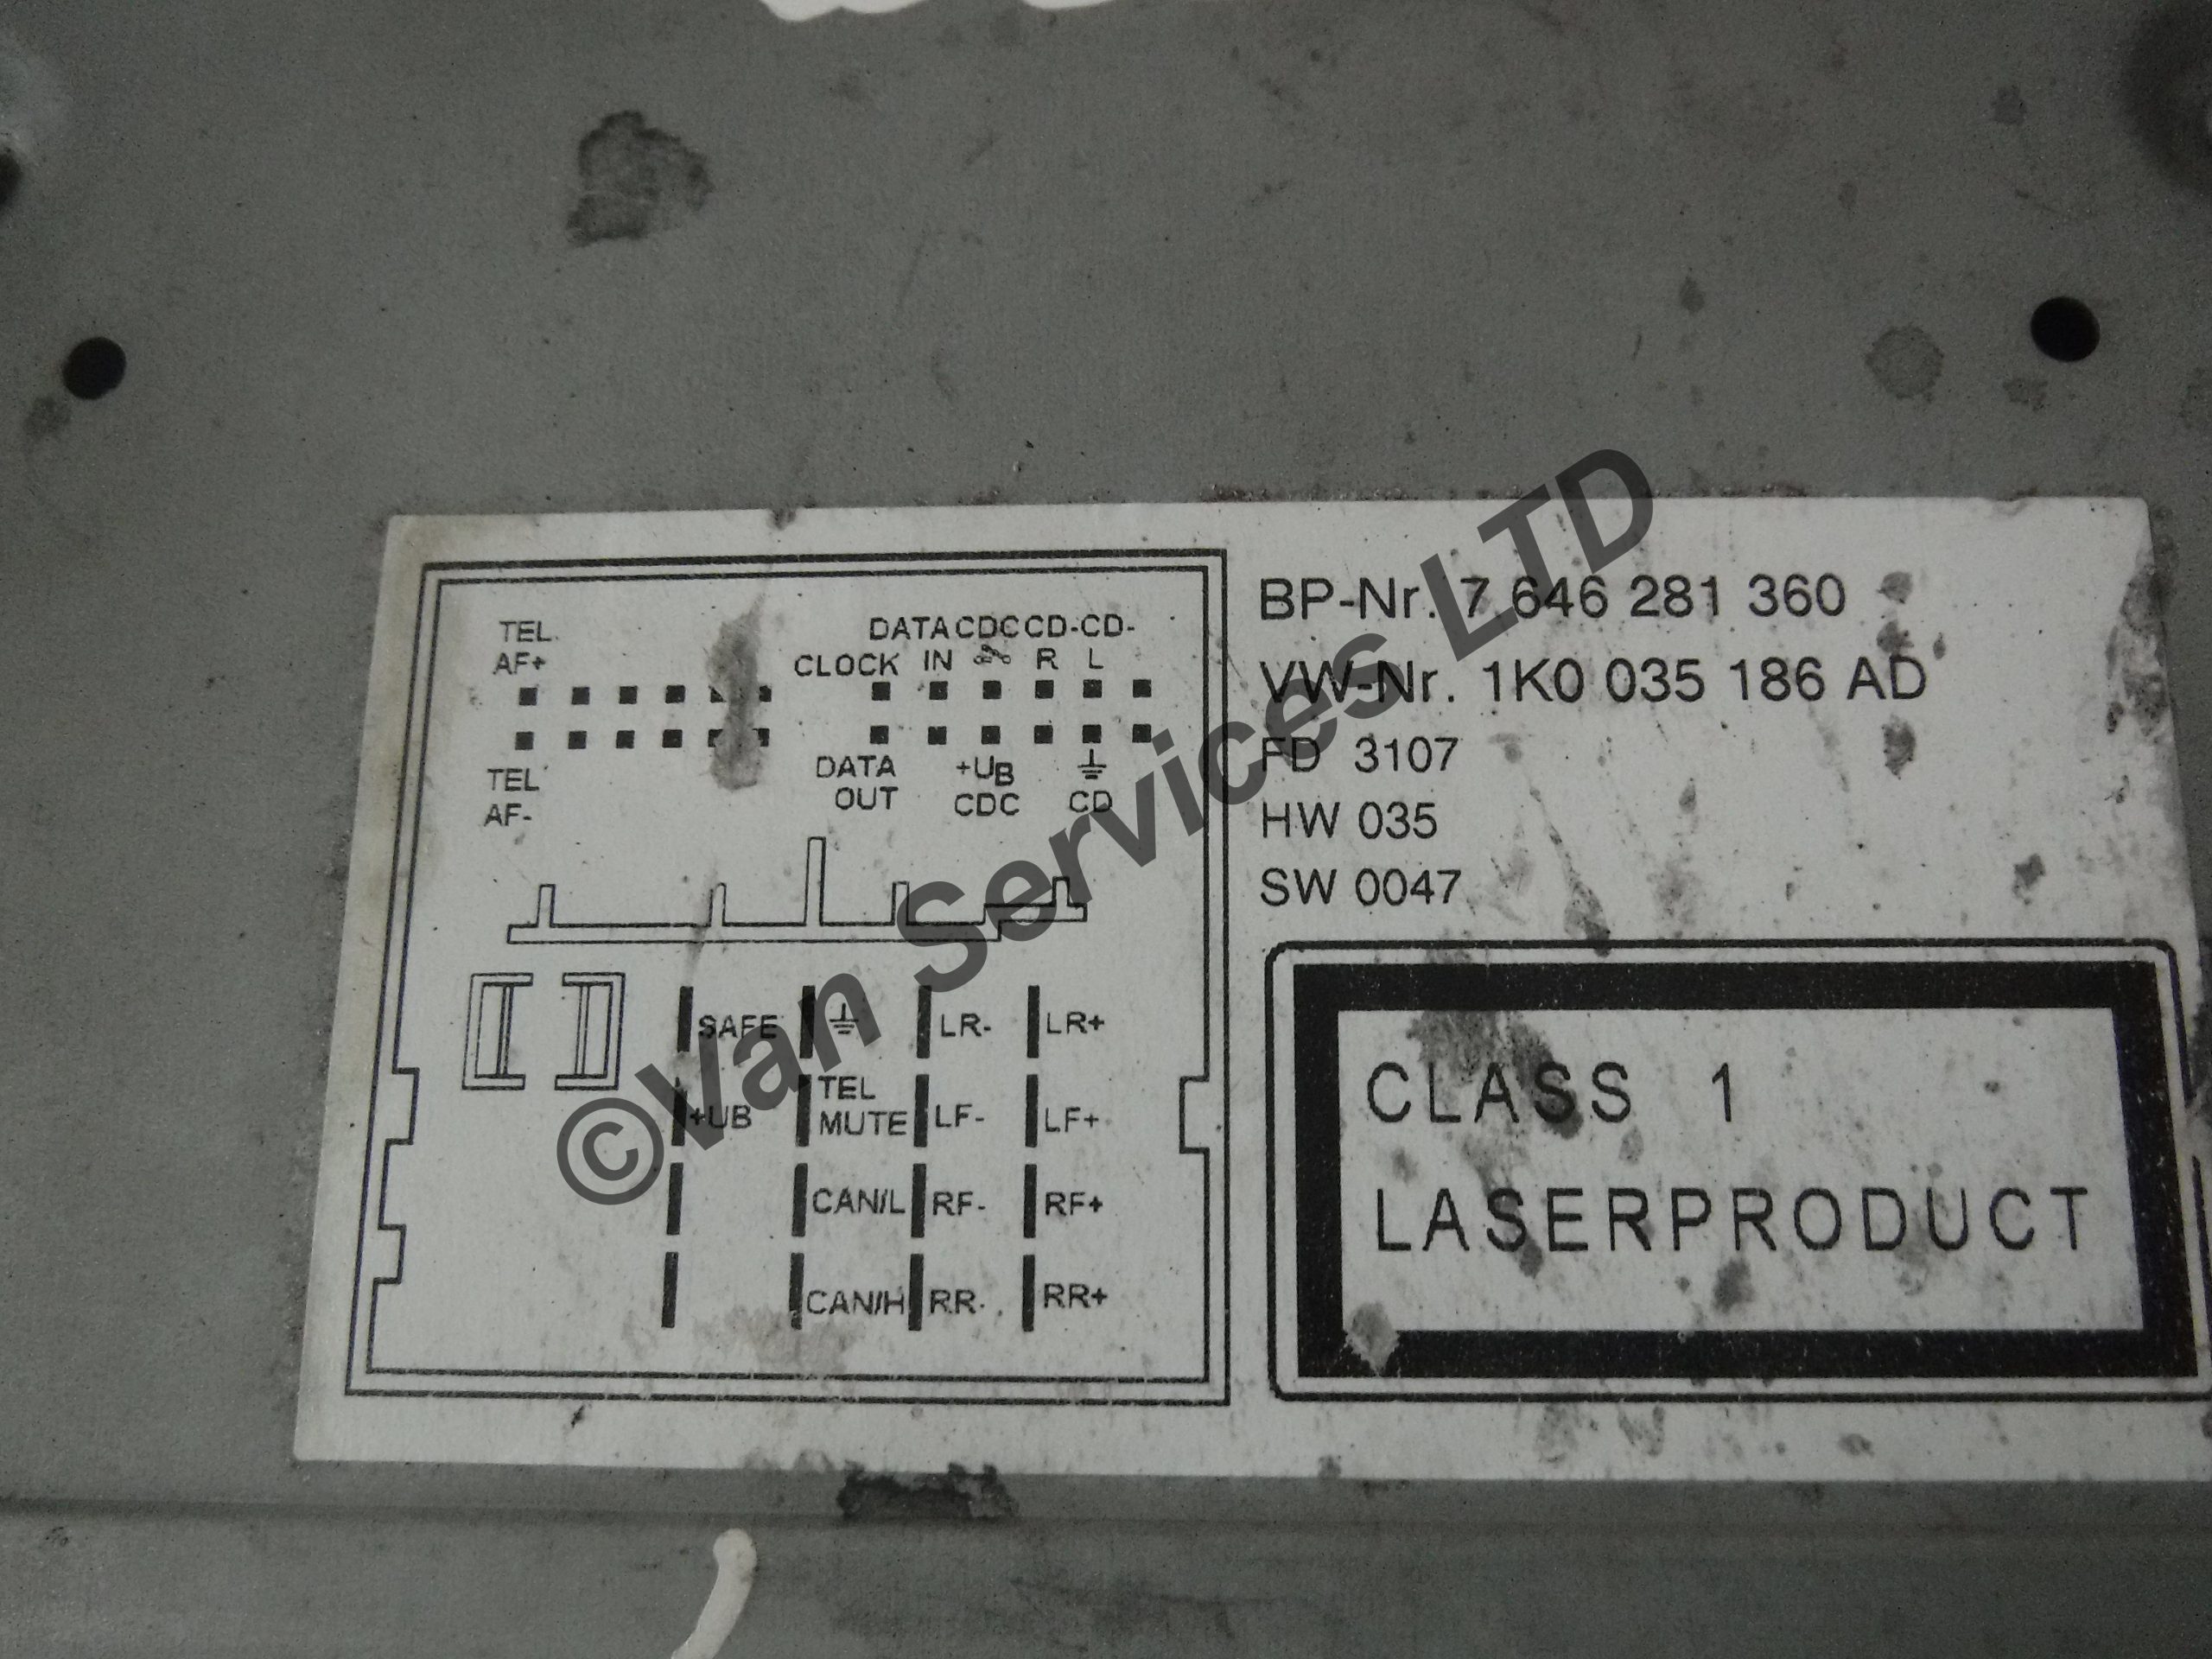 TEL
AF+
DATA CDC CD- CD-
CLOCK IN R L
TEL
AF-
DATA +UB
OUT CDC CD
SAFE LR- LR+
+UB TEL MUTE LF- LF+
CAN/L RF- RF+
CAN/H RR- RR+
BP-Nr. 7 646 281 360
VW-Nr. 1K0 035 186 AD
FD 3107
HW 035
SW 0047
CLASS 1
LASERPRODUCT
©Van Services LTD